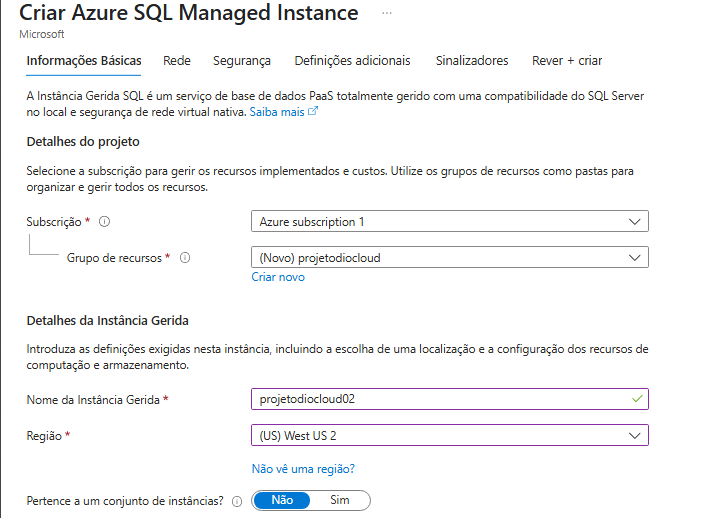 Criar Azure SQL Managed Instance ...
Microsoft
Informações Básicas Rede Segurança Definições adicionais Sinalizadores Rever + criar
A Instância Gerida SQL é um serviço de base de dados PaaS totalmente gerido com uma compatibilidade do SQL Server
no local e segurança de rede virtual nativa. Saiba mais
Detalhes do projeto
Selecione a subscrição para gerir os recursos implementados e custos. Utilize os grupos de recursos como pastas para
organizar e gerir todos os recursos.
Subscrição * Azure subscription 1
Grupo de recursos * (Novo) projetodiocloud
Criar novo
Detalhes da Instância Gerida
Introduza as definições exigidas nesta instância, incluindo a escolha de uma localização e a configuração dos recursos de
computação e armazenamento.
Nome da Instância Gerida * projetodiocloud02
Região * (US) West US 2
Não vê uma região?
Pertence a um conjunto de instâncias? Não Sim